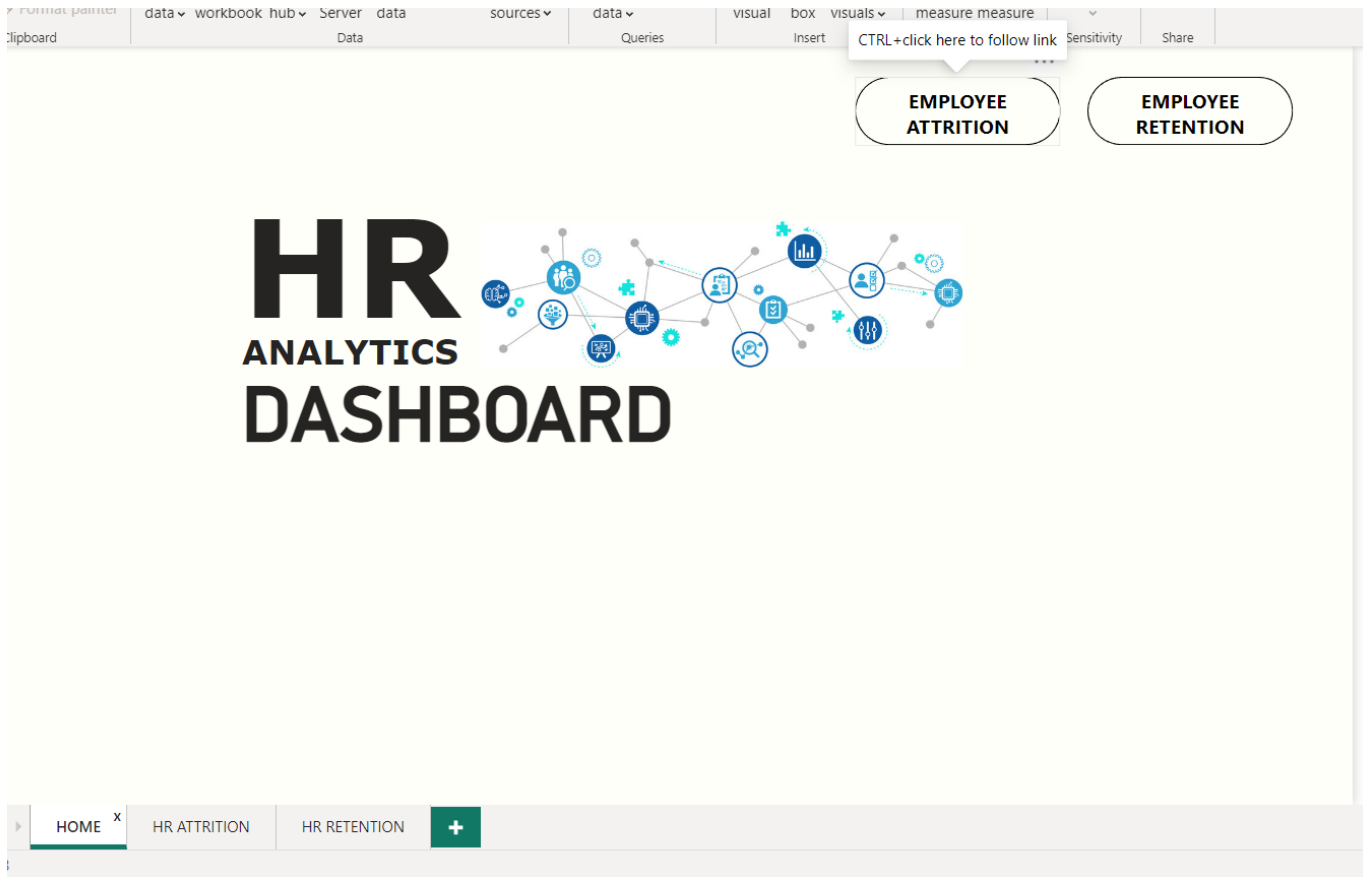 Format painter
data workbook hub Server data sources data visual box visuals measure measure
Clipboard Data Queries Insert Sensitivity Share
CTRL+click here to follow link
EMPLOYEE
ATTRITION
EMPLOYEE
RETENTION
HR
ANALYTICS
DASHBOARD
HOME x HR ATTRITION HR RETENTION +